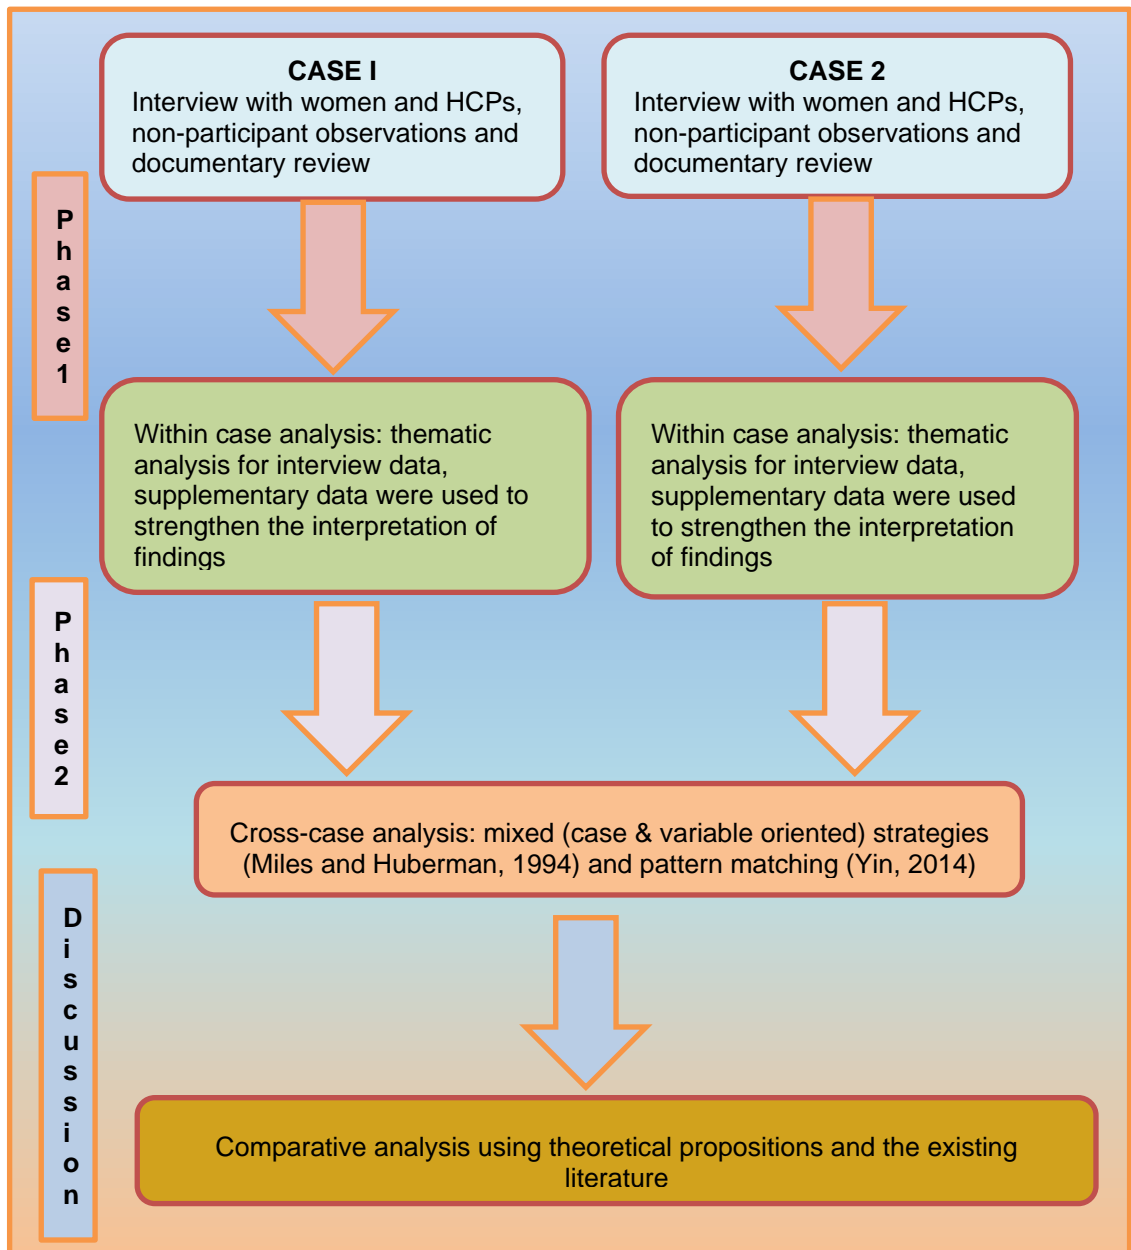 CASE I
Interview with women and HCPs,
non-participant observations and
documentary review
CASE 2
Interview with women and HCPs,
non-participant observations and
documentary review
Phase1
Within case analysis: thematic
analysis for interview data,
supplementary data were used to
strengthen the interpretation of
findings
Within case analysis: thematic
analysis for interview data,
supplementary data were used
to strengthen the interpretation
of findings
Phase2
Cross-case analysis: mixed (case & variable oriented) strategies
(Miles and Huberman, 1994) and pattern matching (Yin, 2014)
Discussion
Comparative analysis using theoretical propositions and the existing
literature